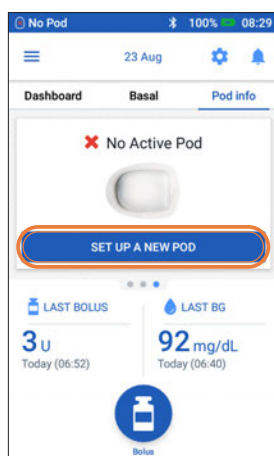 No Pod 100% 08:29
23 Aug
Dashboard Basal Pod info
No Active Pod
SET UP A NEW POD
LAST BOLUS LAST BG
3 U 92 mg/dL
Today (06:52) Today (06:40)
Bolus